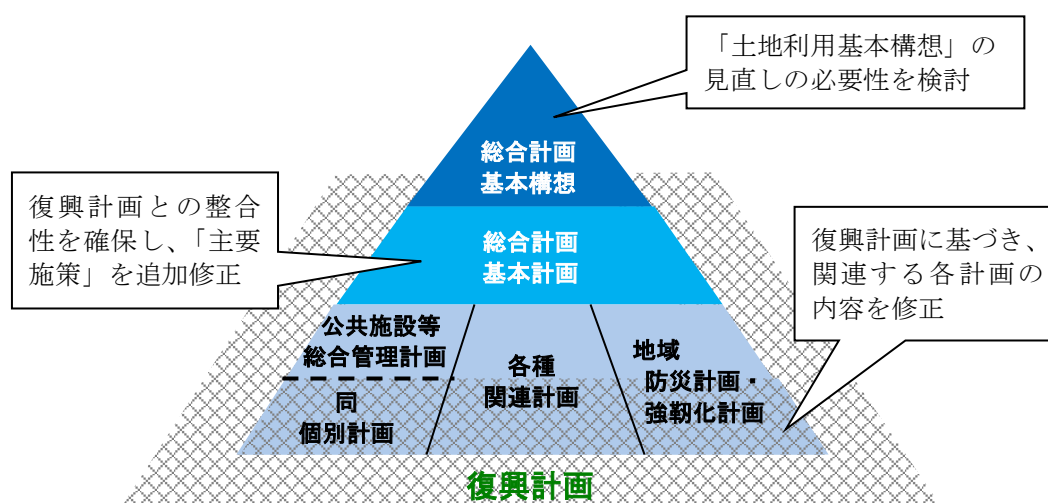 「土地利用基本構想」の
見直しの必要性を検討
総合計画
基本構想
復興計画との整合
性を確保し、「主要
施策」を追加修正
総合計画
基本計画
復興計画に基づき、
関連する各計画の
内容を修正
公共施設等
総合管理計画
同
個別計画
各種
関連計画
地域
防災計画・
強靭化計画
復興計画